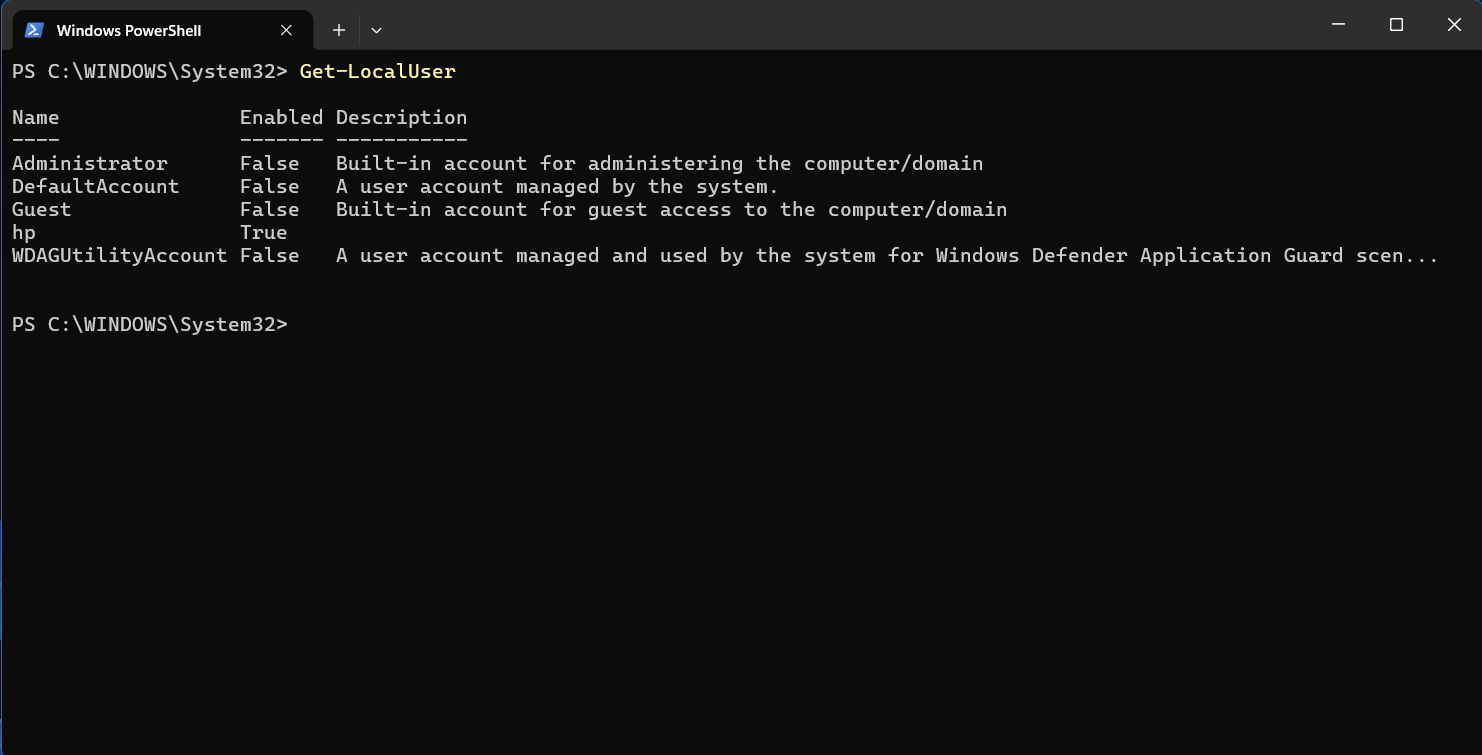 Windows PowerShell
PS C:\WINDOWS\System32> Get-LocalUser
Name Enabled Description
---- ------- -----------
Administrator False Built-in account for administering the computer/domain
DefaultAccount False A user account managed by the system.
Guest False Built-in account for guest access to the computer/domain
hp True
WDAGUtilityAccount False A user account managed and used by the system for Windows Defender Application Guard scen...
PS C:\WINDOWS\System32>